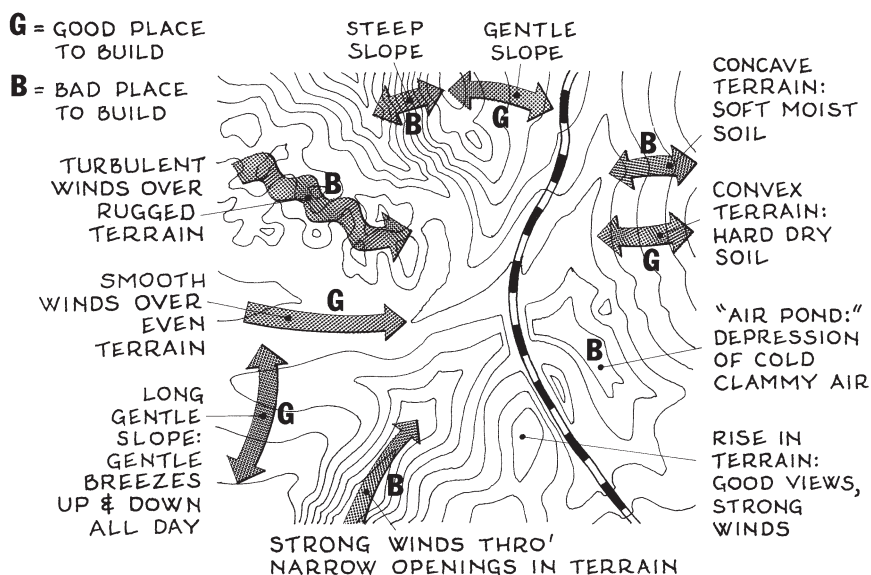 G = GOOD PLACE
TO BUILD
B = BAD PLACE
TO BUILD
STEEP
SLOPE
GENTLE
SLOPE
B
G
CONCAVE
TERRAIN:
SOFT MOIST
SOIL
B
TURBULENT
WINDS OVER
RUGGED
TERRAIN
B
CONVEX
TERRAIN:
HARD DRY
SOIL
G
SMOOTH
WINDS OVER
EVEN
TERRAIN
G
"AIR POND:"
DEPRESSION
OF COLD
CLAMMY AIR
B
LONG
GENTLE
SLOPE:
GENTLE
BREEZES
UP & DOWN
ALL DAY
G
B
RISE IN
TERRAIN:
GOOD VIEWS,
STRONG
WINDS
STRONG WINDS THRO'
NARROW OPENINGS IN TERRAIN